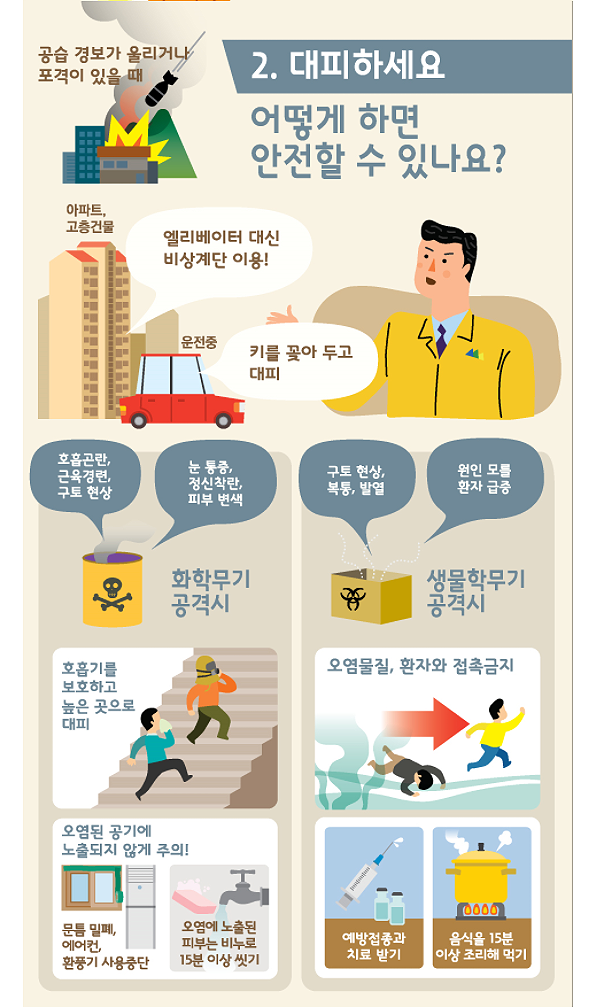 공습 경보가 울리거나
포격이 있을 때
2. 대피하세요
어떻게 하면
안전할 수 있나요?
아파트,
고층건물
엘리베이터 대신
비상계단 이용!
운전중
키를 꽂아 두고
대피
호흡곤란,
근육경련,
구토 현상
눈 통증,
정신착란,
피부 변색
화학무기
공격시
구토 현상,
복통, 발열
원인 모를
환자 급증
생물학무기
공격시
호흡기를
보호하고
높은 곳으로
대피
오염된 공기에
노출되지 않게 주의!
문틈 밀폐,
에어컨,
환풍기 사용중단
오염에 노출된
피부는 비누로
15분 이상 씻기
오염물질, 환자와 접촉금지
예방접종과
치료 받기
음식을 15분
이상 조리해 먹기